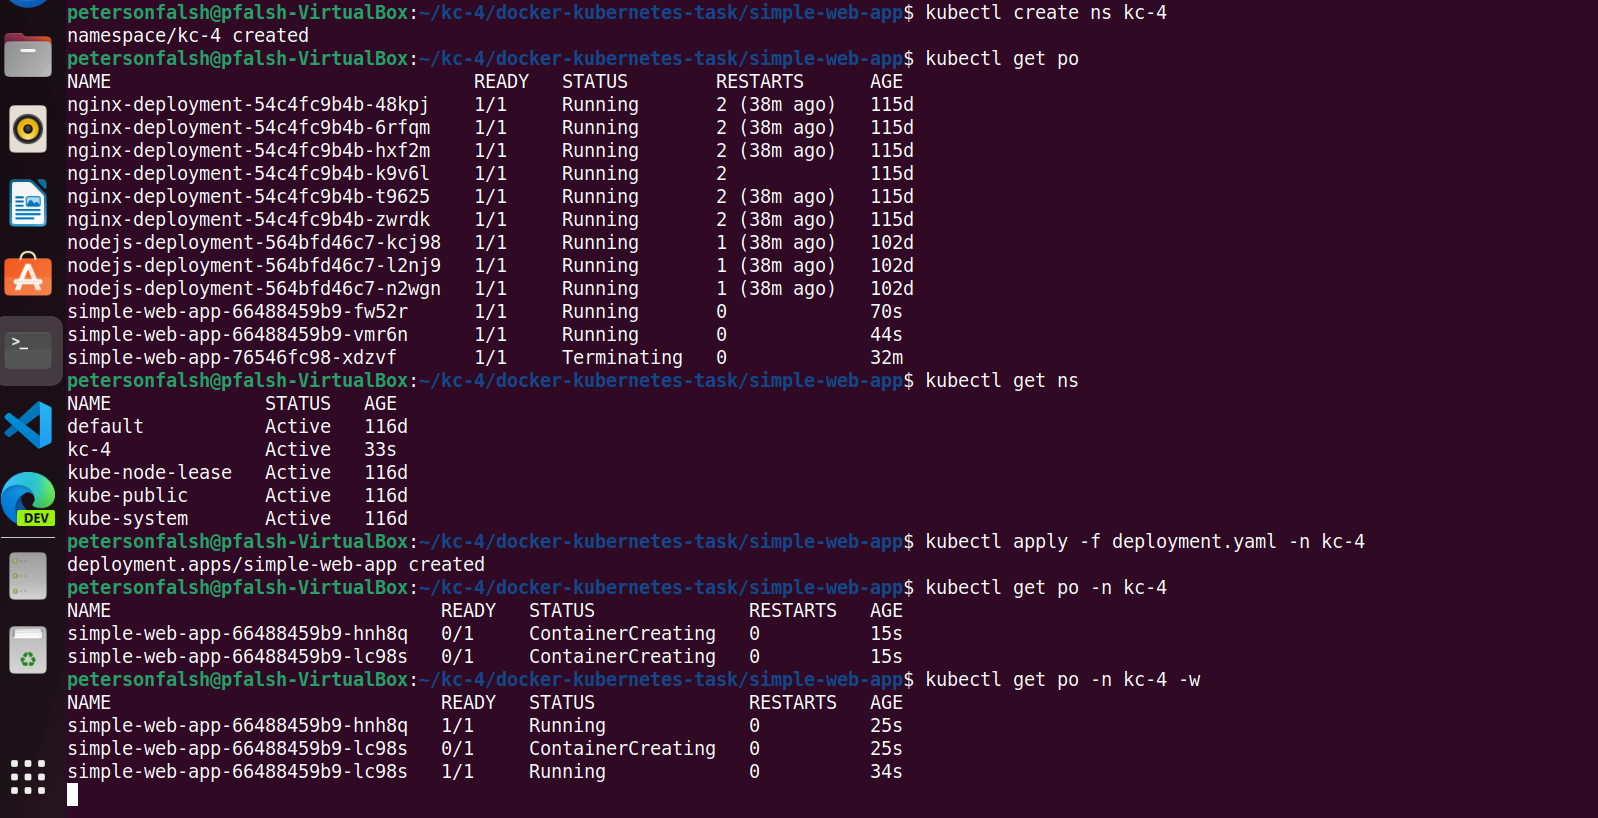 petersonfalsh@pfalsh-VirtualBox:~/kc-4/docker-kubernetes-task/simple-web-app$ kubectl create ns kc-4
namespace/kc-4 created
petersonfalsh@pfalsh-VirtualBox:~/kc-4/docker-kubernetes-task/simple-web-app$ kubectl get po
NAME READY STATUS RESTARTS AGE
nginx-deployment-54c4fc9b4b-48kpj 1/1 Running 2 (38m ago) 115d
nginx-deployment-54c4fc9b4b-6rfqm 1/1 Running 2 (38m ago) 115d
nginx-deployment-54c4fc9b4b-hxf2m 1/1 Running 2 (38m ago) 115d
nginx-deployment-54c4fc9b4b-k9v6l 1/1 Running 2 115d
nginx-deployment-54c4fc9b4b-t9625 1/1 Running 2 (38m ago) 115d
nginx-deployment-54c4fc9b4b-zwrdk 1/1 Running 2 (38m ago) 115d
nodejs-deployment-564bfd46c7-kcj98 1/1 Running 1 (38m ago) 102d
nodejs-deployment-564bfd46c7-l2nj9 1/1 Running 1 (38m ago) 102d
nodejs-deployment-564bfd46c7-n2wgn 1/1 Running 1 (38m ago) 102d
simple-web-app-66488459b9-fw52r 1/1 Running 0 70s
simple-web-app-66488459b9-vmr6n 1/1 Running 0 44s
simple-web-app-76546fc98-xdzvf 1/1 Terminating 0 32m
petersonfalsh@pfalsh-VirtualBox:~/kc-4/docker-kubernetes-task/simple-web-app$ kubectl get ns
NAME STATUS AGE
default Active 116d
kc-4 Active 33s
kube-node-lease Active 116d
kube-public Active 116d
kube-system Active 116d
petersonfalsh@pfalsh-VirtualBox:~/kc-4/docker-kubernetes-task/simple-web-app$ kubectl apply -f deployment.yaml -n kc-4
deployment.apps/simple-web-app created
petersonfalsh@pfalsh-VirtualBox:~/kc-4/docker-kubernetes-task/simple-web-app$ kubectl get po -n kc-4
NAME READY STATUS RESTARTS AGE
simple-web-app-66488459b9-hnh8q 0/1 ContainerCreating 0 15s
simple-web-app-66488459b9-lc98s 0/1 ContainerCreating 0 15s
petersonfalsh@pfalsh-VirtualBox:~/kc-4/docker-kubernetes-task/simple-web-app$ kubectl get po -n kc-4 -w
NAME READY STATUS RESTARTS AGE
simple-web-app-66488459b9-hnh8q 1/1 Running 0 25s
simple-web-app-66488459b9-lc98s 0/1 ContainerCreating 0 25s
simple-web-app-66488459b9-lc98s 1/1 Running 0 34s
DEV